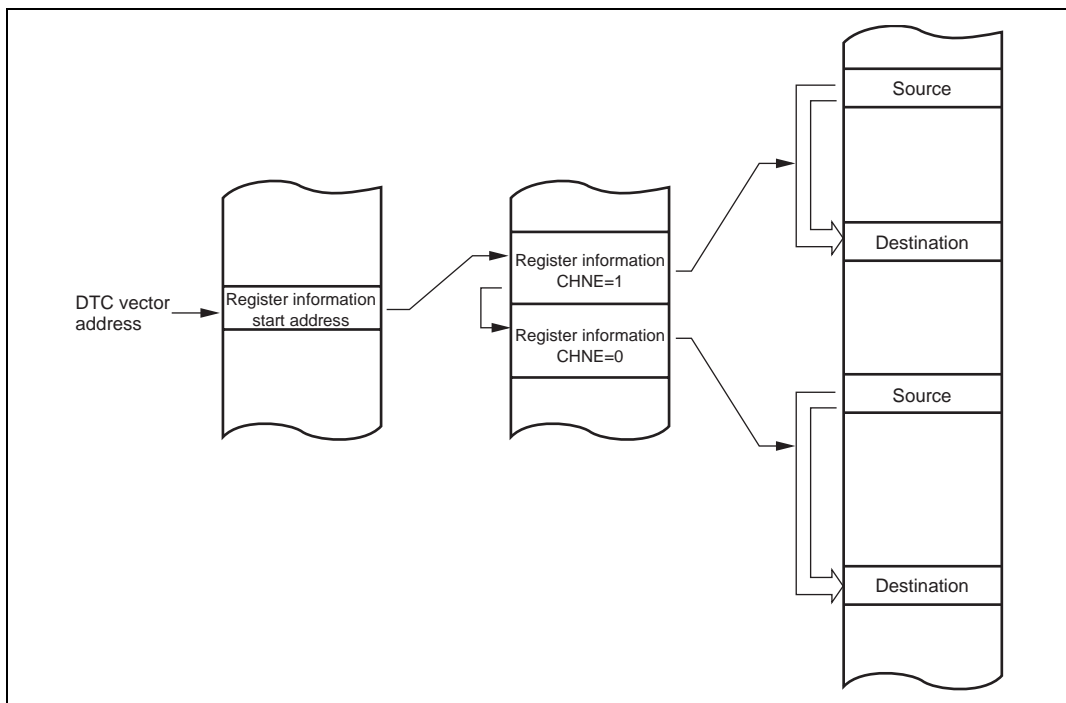 DTC vector
address
Register information
start address
Register information
CHNE=1
Register information
CHNE=0
Source
Destination
Source
Destination